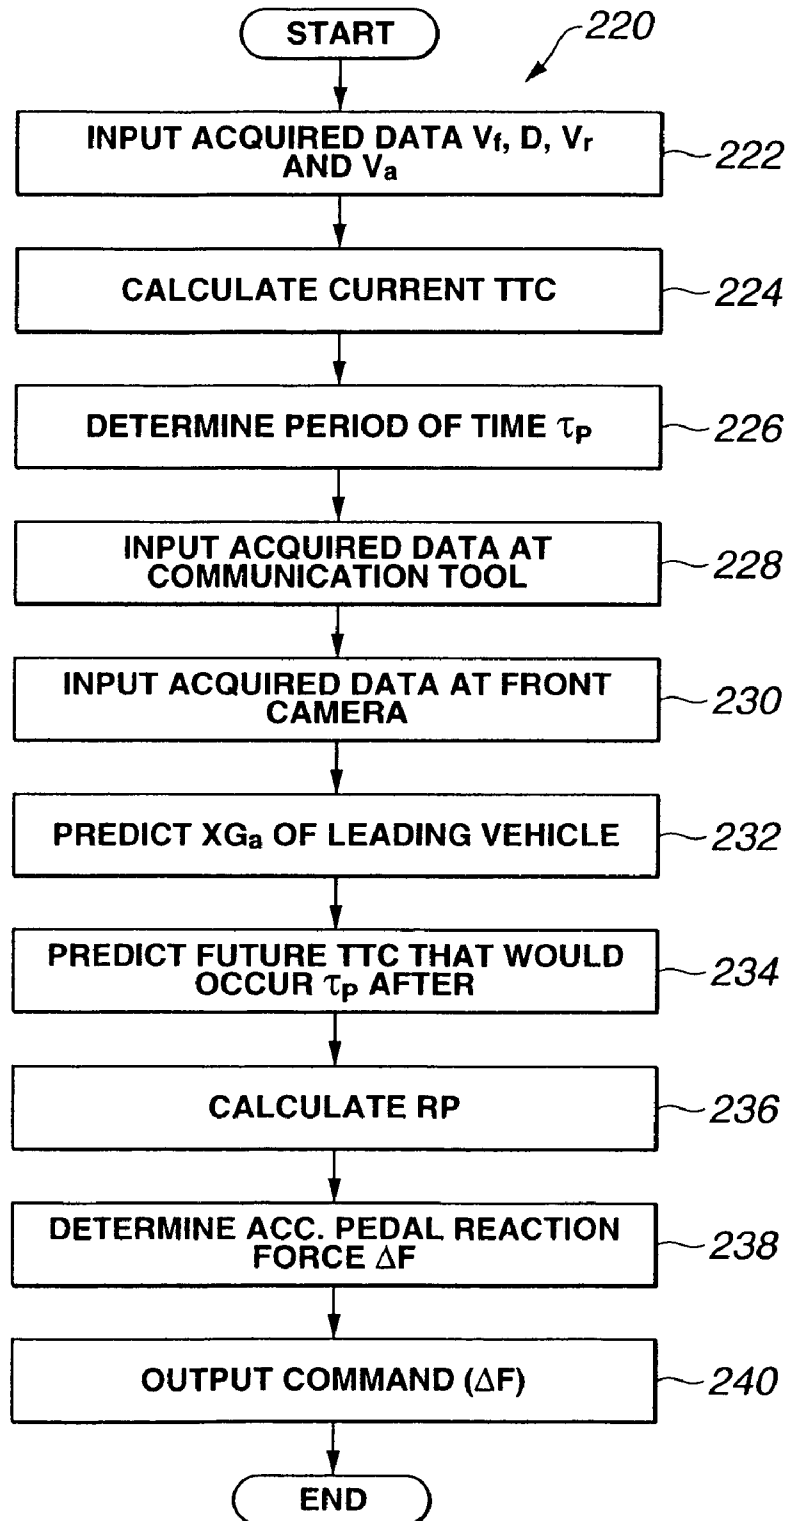 START
220
INPUT ACQUIRED DATA Vf, D, Vr
AND Va
222
CALCULATE CURRENT TTC
224
DETERMINE PERIOD OF TIME τP
226
INPUT ACQUIRED DATA AT
COMMUNICATION TOOL
228
INPUT ACQUIRED DATA AT FRONT
CAMERA
230
PREDICT XGa OF LEADING VEHICLE
232
PREDICT FUTURE TTC THAT WOULD
OCCUR τP AFTER
234
CALCULATE RP
236
DETERMINE ACC. PEDAL REACTION
FORCE ΔF
238
OUTPUT COMMAND (ΔF)
240
END